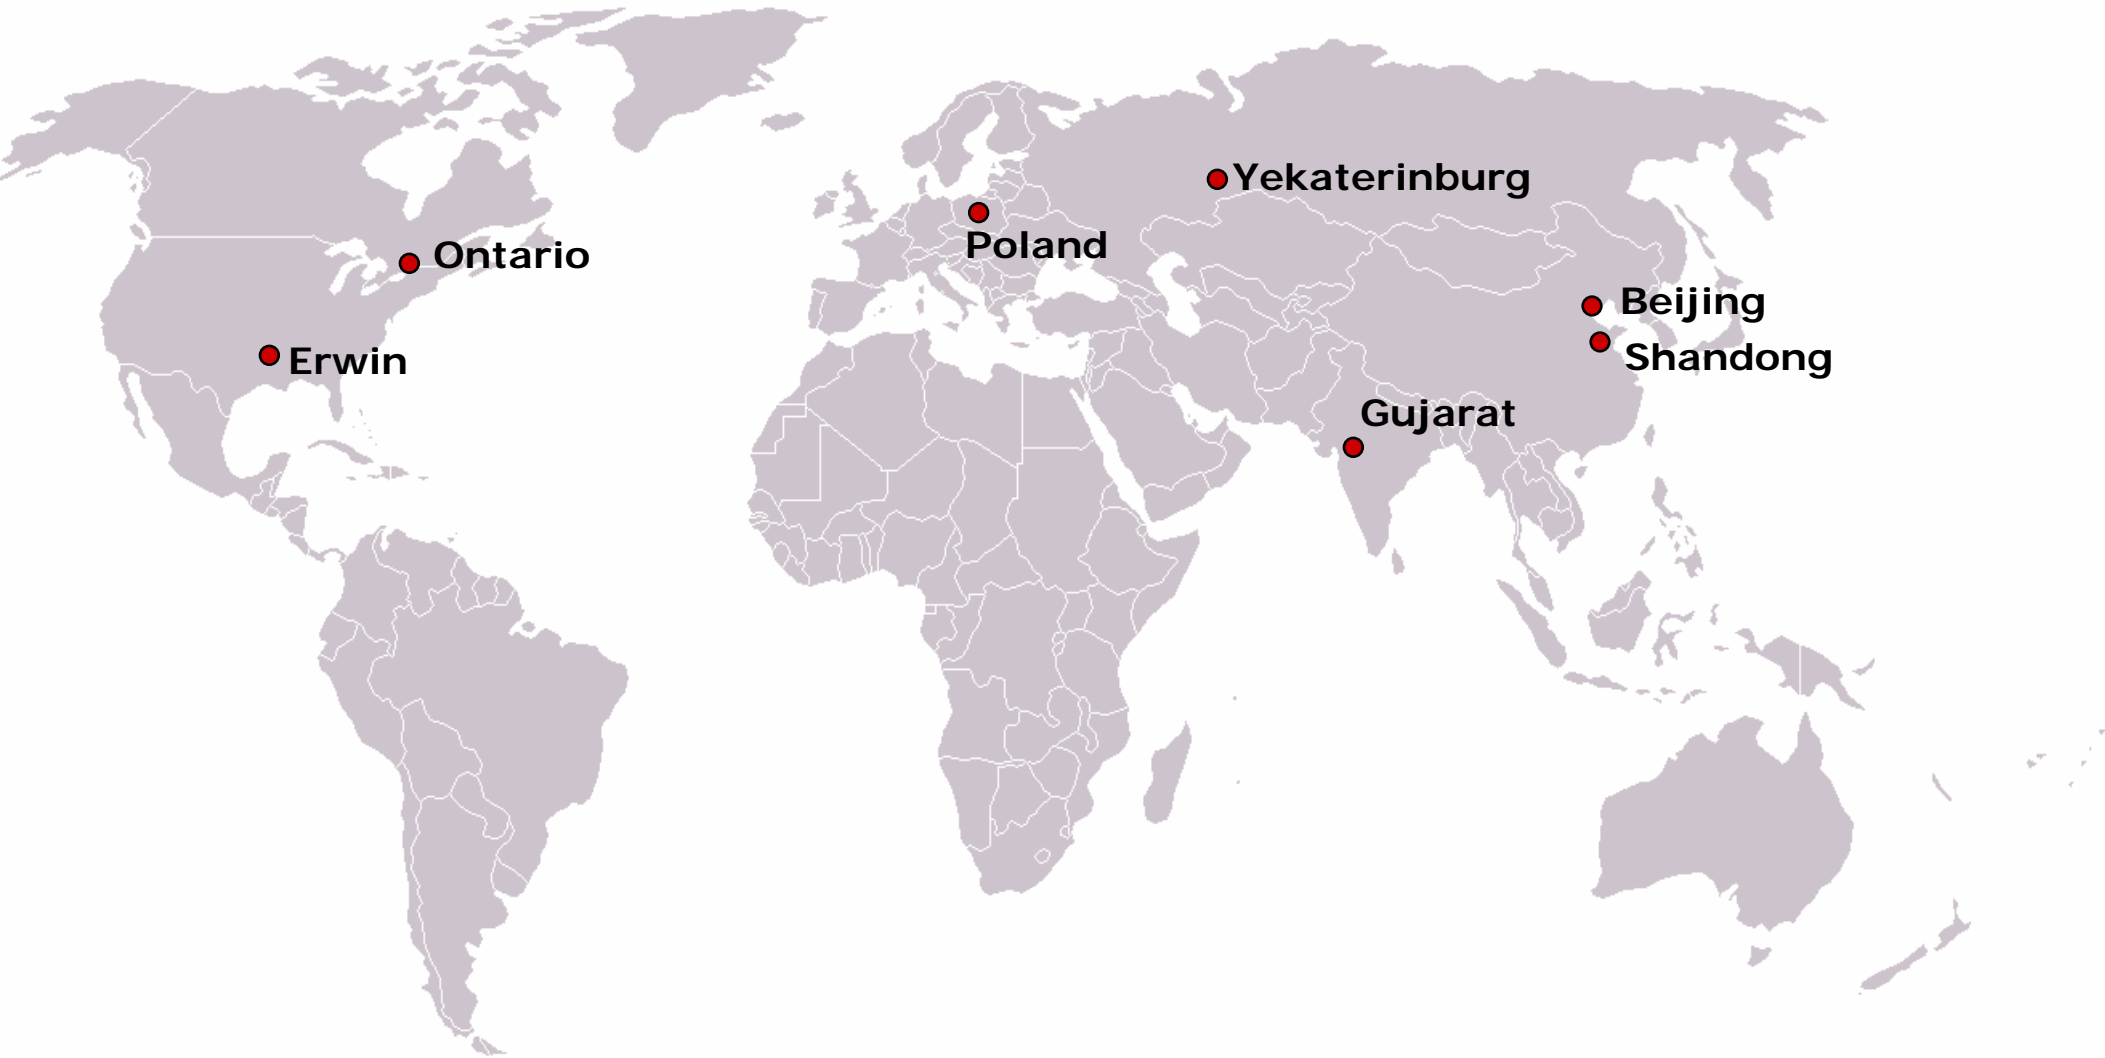 Yekaterinburg
Poland
Ontario
Beijing
Shandong
Erwin
Gujarat